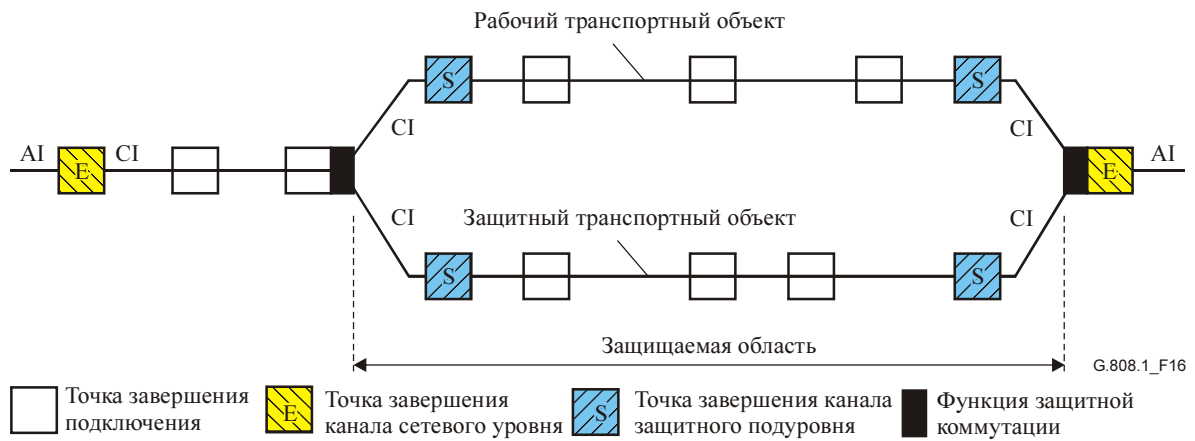 Рабочий транспортный объект
S
S
CI
CI
AI
E
CI
E
AI
CI
Защитный транспортный объект
CI
S
S
Защищаемая область
G.808.1_F16
Точка завершения
подключения
E
Точка завершения
канала сетевого уровня
S
Точка завершения канала
защитного подуровня
Функция защитной
коммутации